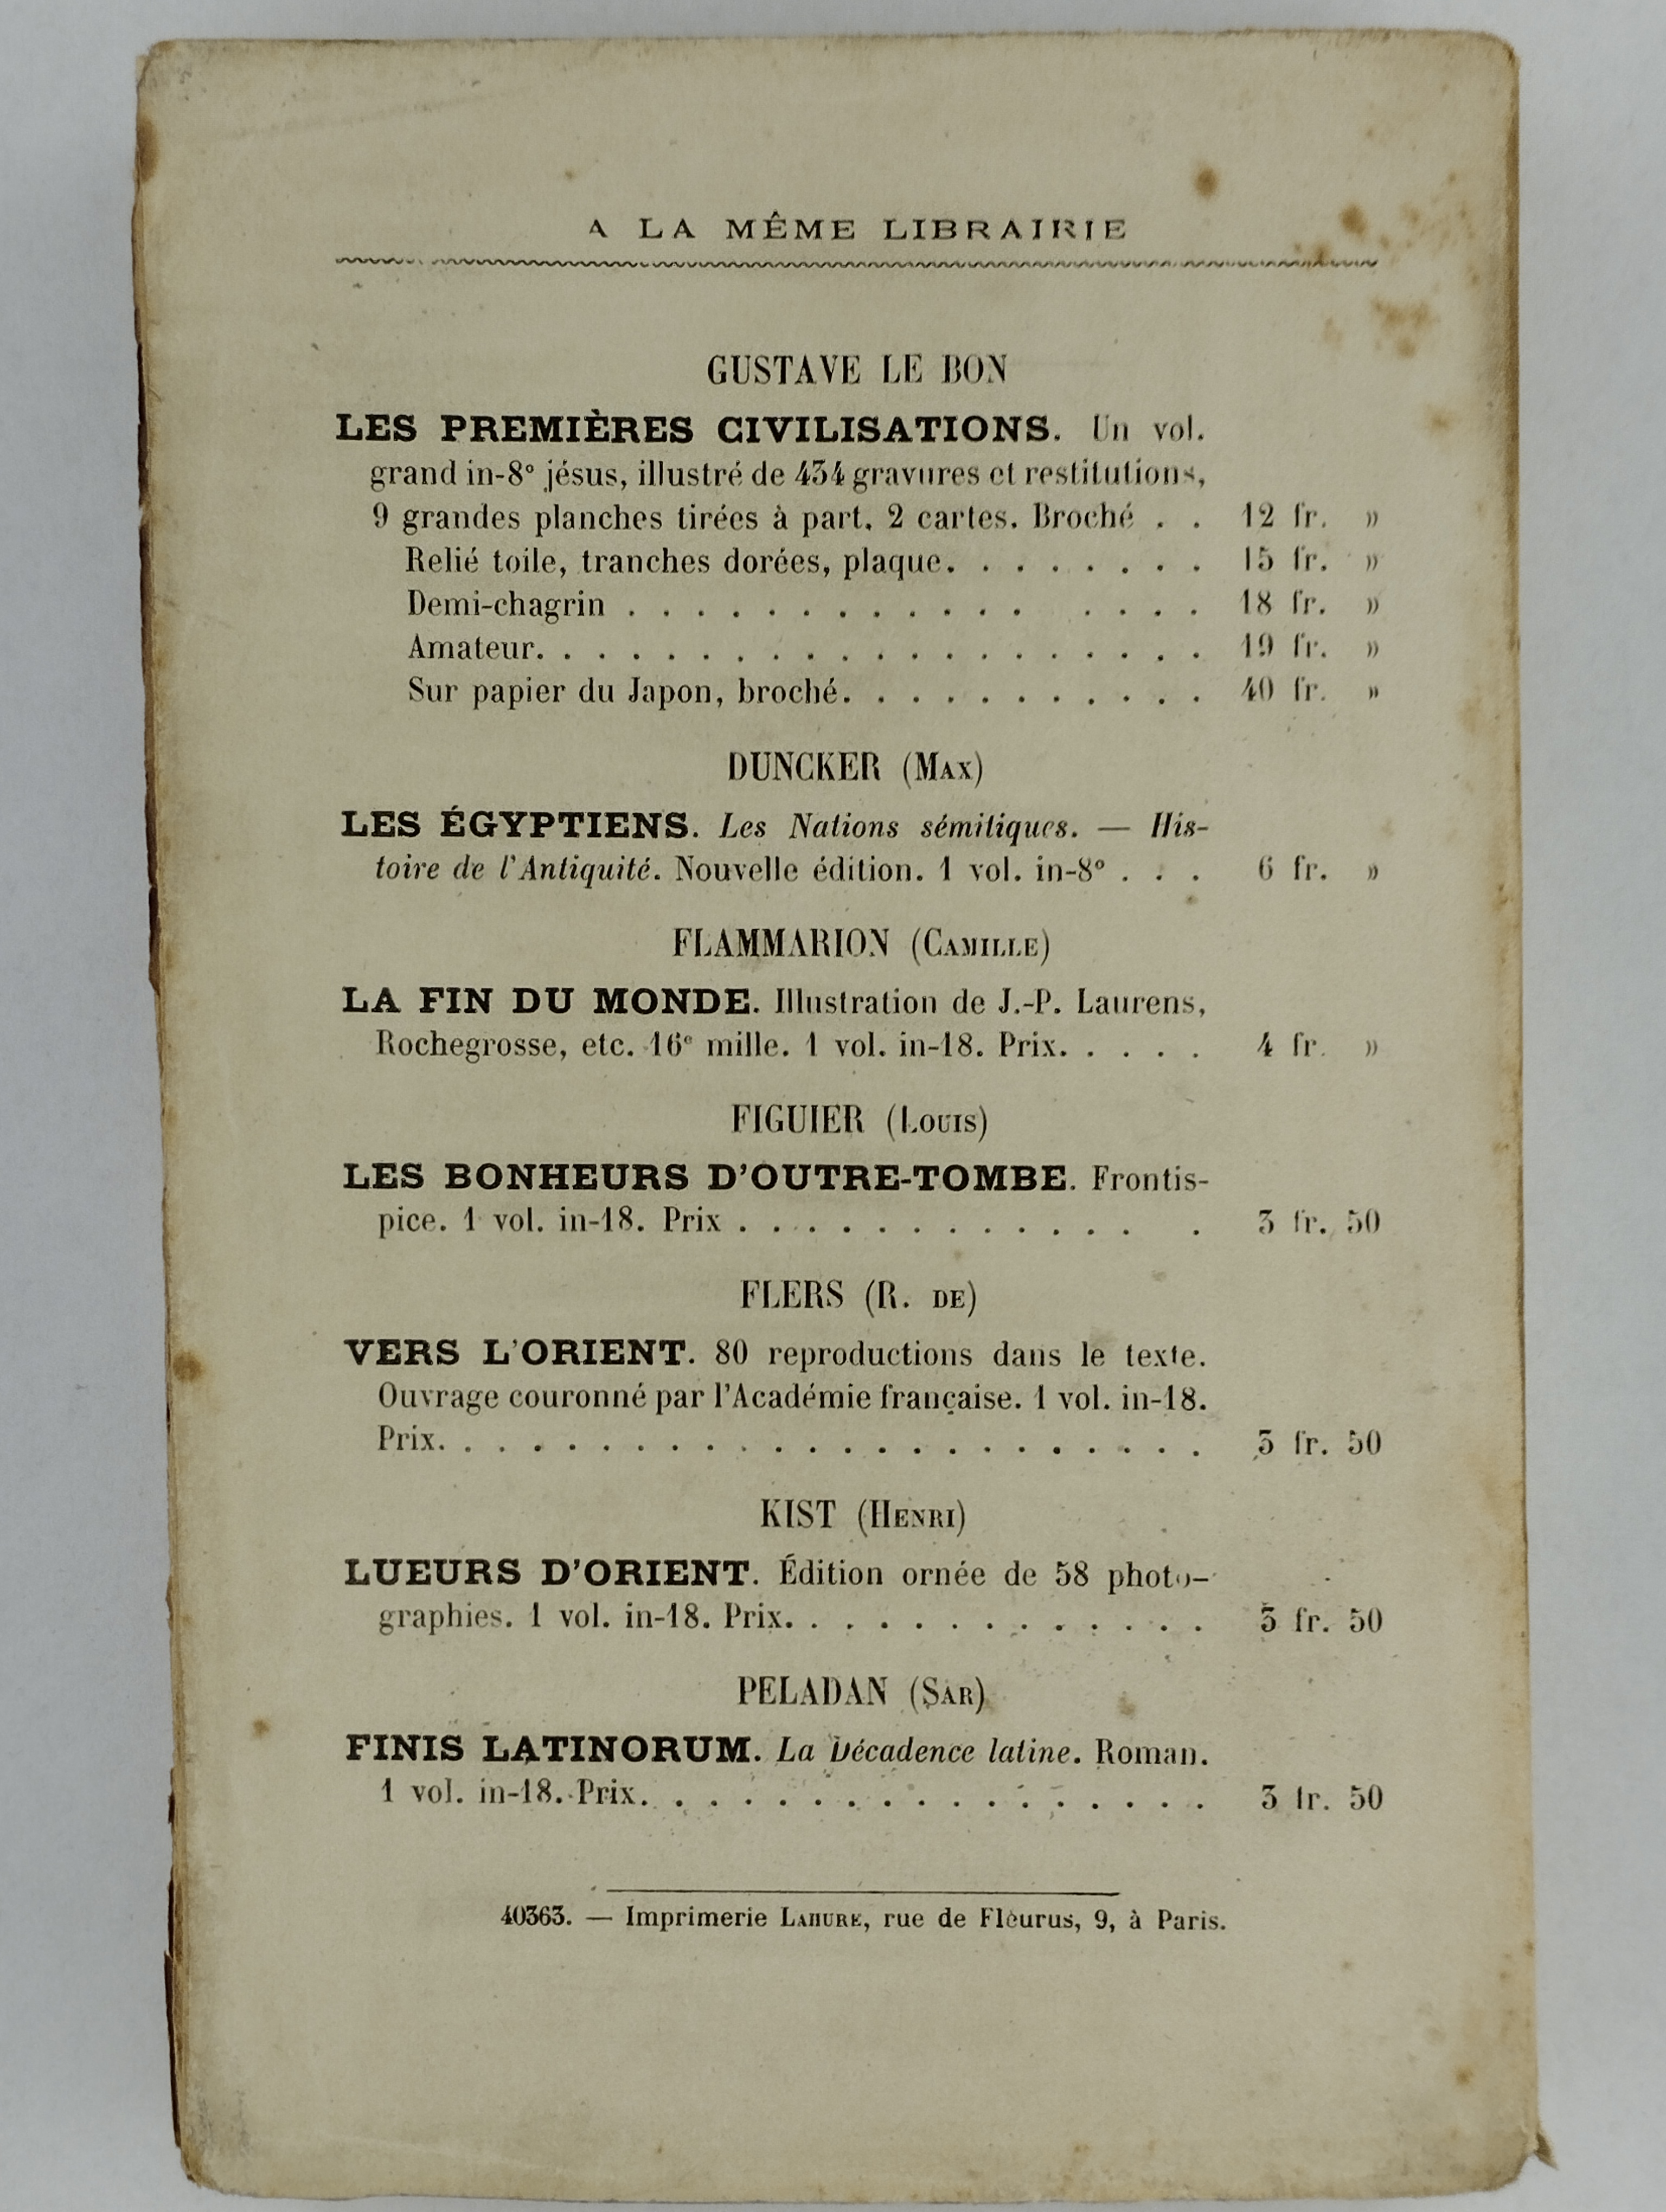 A LA MÊME LIBRAIRIE
GUSTAVE LE BON
LES PREMIÈRES CIVILISATIONS. Un vol.
grand in-8° jésus, illustré de 434 gravures et restitutions,
9 grandes planches tirées à part. 2 cartes. Broché . . 12 fr. »
Relié toile, tranches dorées, plaque. . . . . . . . 15 fr. »
Demi-chagrin . . . . . . . . . . . . . . . . 18 fr. »
Amateur. . . . . . . . . . . . . . . . . . . . 19 fr. »
Sur papier du Japon, broché. . . . . . . . . . . 40 fr. »
DUNCKER (MAX)
LES ÉGYPTIENS. Les Nations sémitiques. — His-
toire de l'Antiquité. Nouvelle édition. 1 vol. in-8° . . . 6 fr. »
FLAMMARION (CAMILLE)
LA FIN DU MONDE. Illustration de J.-P. Laurens,
Rochegrosse, etc. 16e mille. 1 vol. in-18. Prix. . . . . 4 fr. »
FIGUIER (LOUIS)
LES BONHEURS D'OUTRE-TOMBE. Frontis-
pice. 1 vol. in-18. Prix . . . . . . . . . . . . . 3 fr. 50
FLERS (R. DE)
VERS L'ORIENT. 80 reproductions dans le texte.
Ouvrage couronné par l'Académie française. 1 vol. in-18.
Prix. . . . . . . . . . . . . . . . . . . . . . . 3 fr. 50
KIST (HENRI)
LUEURS D'ORIENT. Édition ornée de 58 photo-
graphies. 1 vol. in-18. Prix. . . . . . . . . . . . . 3 fr. 50
PELADAN (SAR)
FINIS LATINORUM. La Décadence latine. Roman.
1 vol. in-18. Prix. . . . . . . . . . . . . . . . . 3 fr. 50
40363. — Imprimerie LAHURE, rue de Fleurus, 9, à Paris.